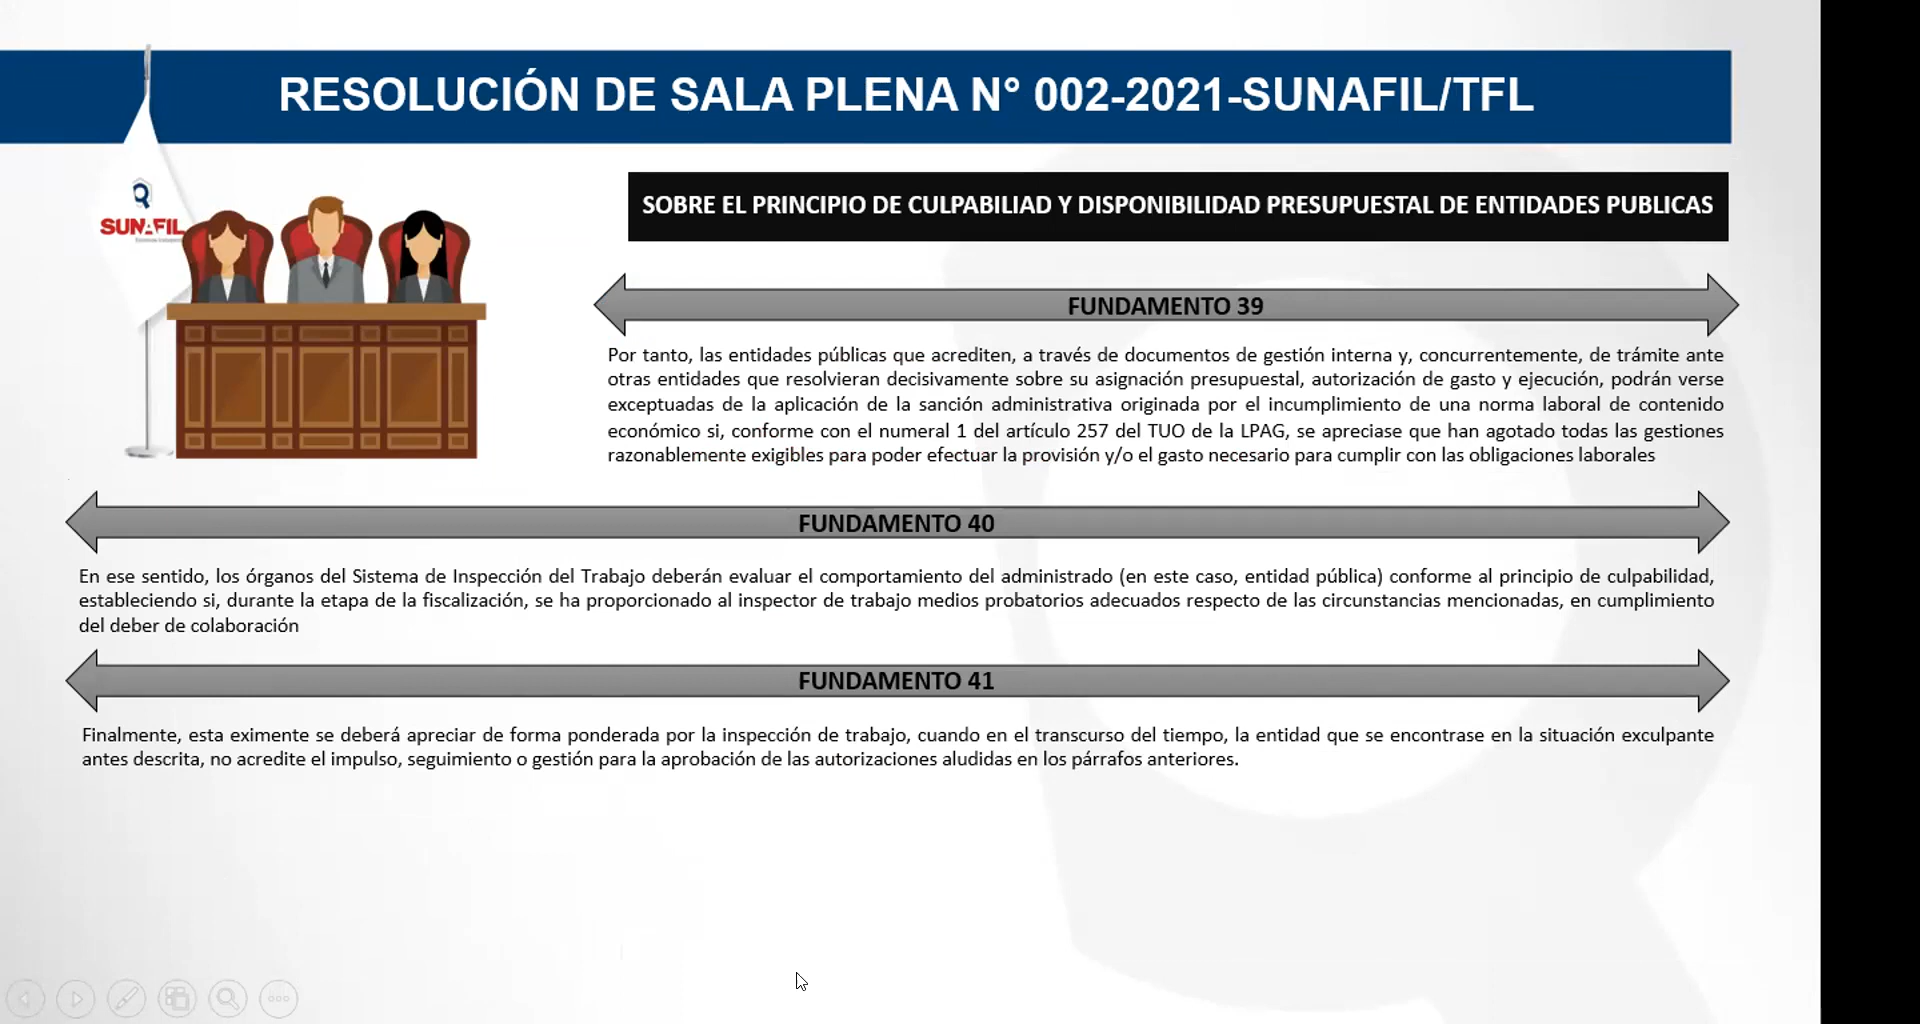 RESOLUCIÓN DE SALA PLENA N° 002-2021-SUNAFIL/TFL
SUNAFIL
SOBRE EL PRINCIPIO DE CULPABILIAD Y DISPONIBILIDAD PRESUPUESTAL DE ENTIDADES PUBLICAS
FUNDAMENTO 39
Por tanto, las entidades públicas que acrediten, a través de documentos de gestión interna y, concurrentemente, de trámite ante
otras entidades que resolvieran decisivamente sobre su asignación presupuestal, autorización de gasto y ejecución, podrán verse
exceptuadas de la aplicación de la sanción administrativa originada por el incumplimiento de una norma laboral de contenido
económico si, conforme con el numeral 1 del artículo 257 del TUO de la LPAG, se apreciase que han agotado todas las gestiones
razonablemente exigibles para poder efectuar la provisión y/o el gasto necesario para cumplir con las obligaciones laborales
FUNDAMENTO 40
En ese sentido, los órganos del Sistema de Inspección del Trabajo deberán evaluar el comportamiento del administrado (en este caso, entidad pública) conforme al principio de culpabilidad,
estableciendo si, durante la etapa de la fiscalización, se ha proporcionado al inspector de trabajo medios probatorios adecuados respecto de las circunstancias mencionadas, en cumplimiento
del deber de colaboración
FUNDAMENTO 41
Finalmente, esta eximente se deberá apreciar de forma ponderada por la inspección de trabajo, cuando en el transcurso del tiempo, la entidad que se encontrase en la situación exculpante
antes descrita, no acredite el impulso, seguimiento o gestión para la aprobación de las autorizaciones aludidas en los párrafos anteriores.